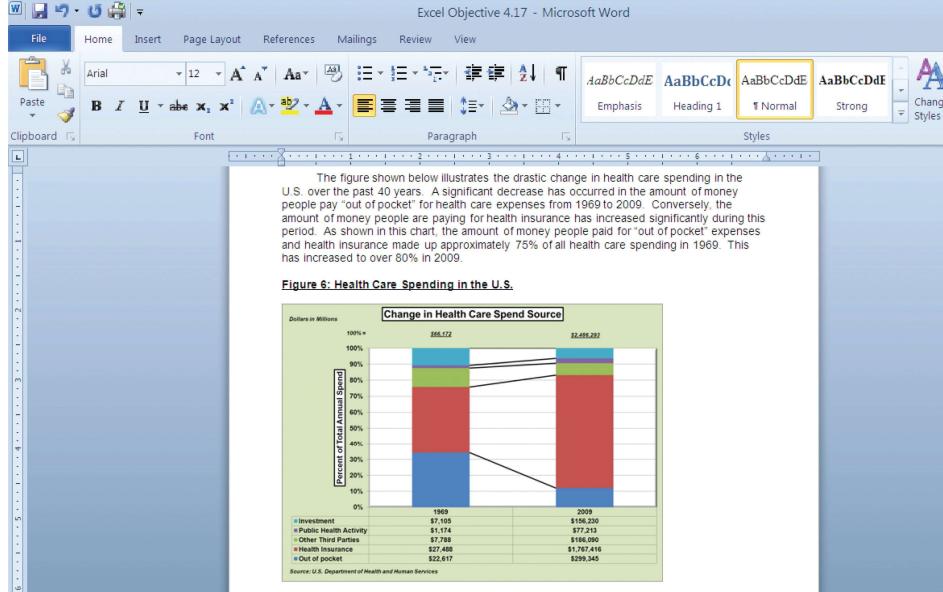 Excel Objective 4.17 - Microsoft Word
File Home Insert Page Layout References Mailings Review View
Arial 12
AaBbCcDdE AaBbCcDc AaBbCcDdE AaBbCcDdE
Paste
Emphasis Heading 1 ¶ Normal Strong
Chang
Styles
Clipboard Font Paragraph Styles
The figure shown below illustrates the drastic change in health care spending in the
U.S. over the past 40 years. A significant decrease has occurred in the amount of money
people pay “out of pocket” for health care expenses from 1969 to 2009. Conversely, the
amount of money people are paying for health insurance has increased significantly during this
period. As shown in this chart, the amount of money people paid for “out of pocket” expenses
and health insurance made up approximately 75% of all health care spending in 1969. This
has increased to over 80% in 2009.
Figure 6: Health Care Spending in the U.S.
Change in Health Care Spend Source
Dollars in Millions
100% = $66,172 $2,486,293
Percent of Total Annual Spend
100%
90%
80%
70%
60%
50%
40%
30%
20%
10%
0%
1969 2009
Investment $7,105 $156,230
Public Health Activity $1,174 $77,213
Other Third Parties $7,788 $186,090
Health Insurance $27,488 $1,767,416
Out of pocket $22,617 $299,345
Source: U.S. Department of Health and Human Services